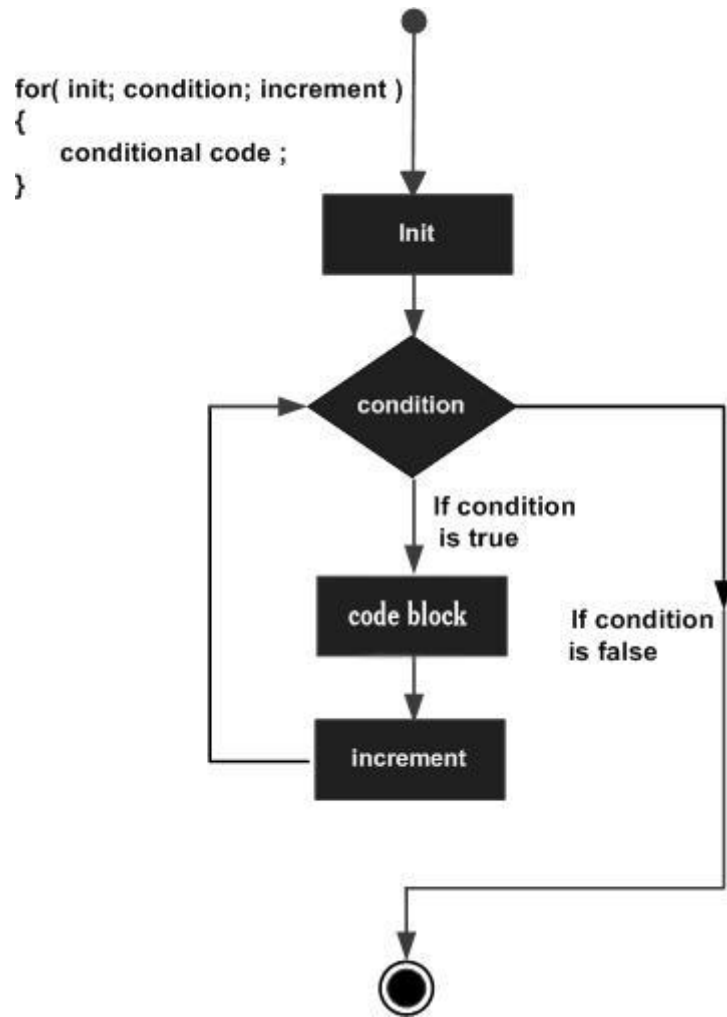 for( init; condition; increment )
{
conditional code ;
}
Init
condition
If condition
is true
code block
If condition
is false
increment